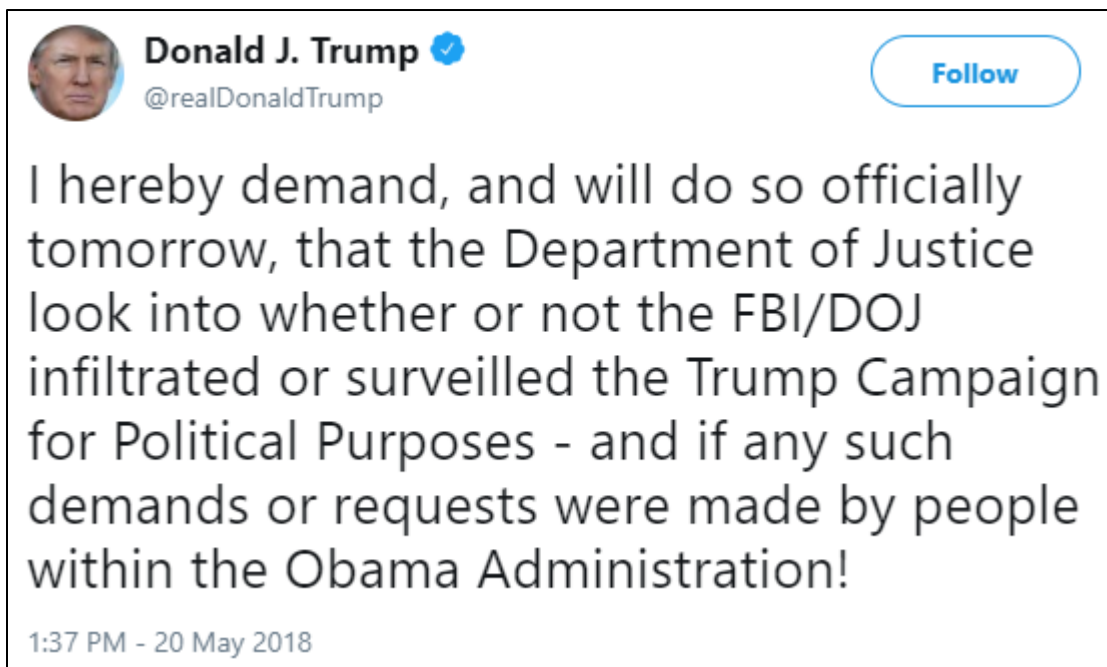 Donald J. Trump
@realDonaldTrump
Follow
I hereby demand, and will do so officially
tomorrow, that the Department of Justice
look into whether or not the FBI/DOJ
infiltrated or surveilled the Trump Campaign
for Political Purposes - and if any such
demands or requests were made by people
within the Obama Administration!
1:37 PM - 20 May 2018